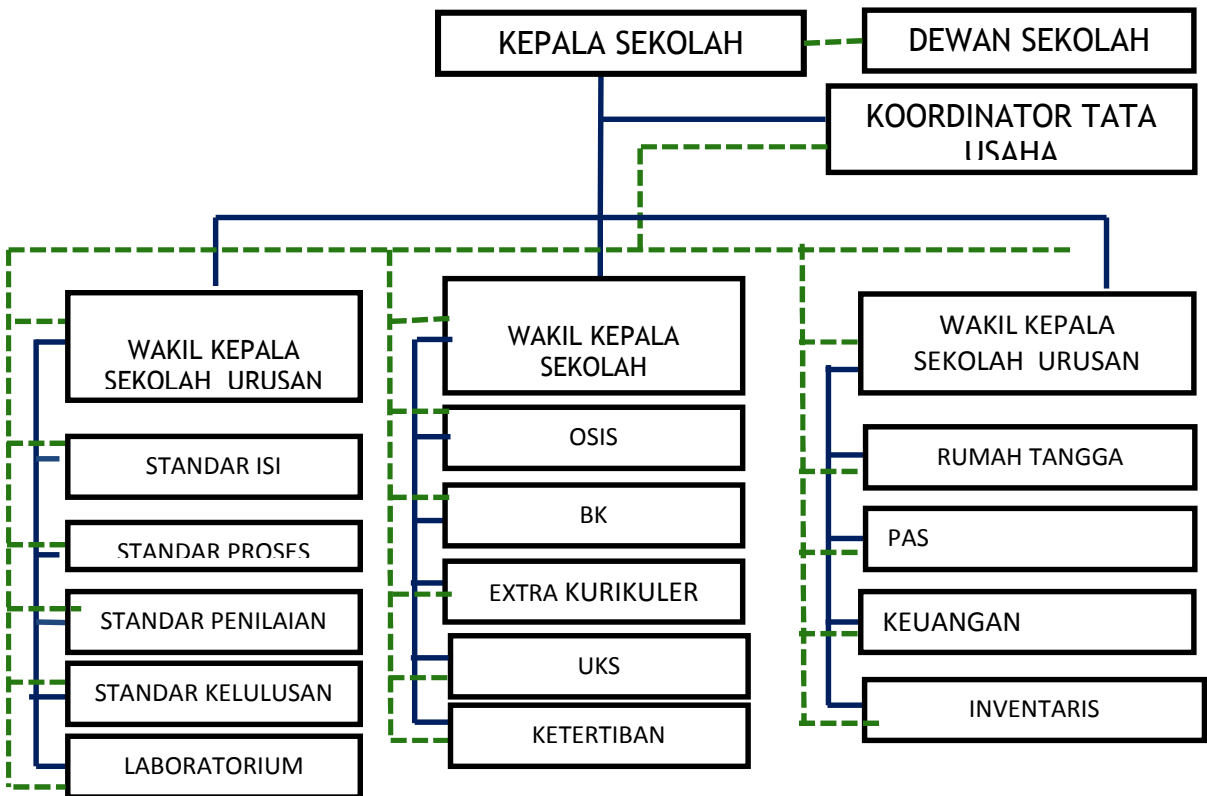 KEPALA SEKOLAH
DEWAN SEKOLAH
KOORDINATOR TATA
USAHA
WAKIL KEPALA
SEKOLAH URUSAN
STANDAR ISI
STANDAR PROSES
STANDAR PENILAIAN
STANDAR KELULUSAN
LABORATORIUM
WAKIL KEPALA
SEKOLAH
OSIS
BK
EXTRA KURIKULER
UKS
KETERTIBAN
WAKIL KEPALA
SEKOLAH URUSAN
RUMAH TANGGA
PAS
KEUANGAN
INVENTARIS